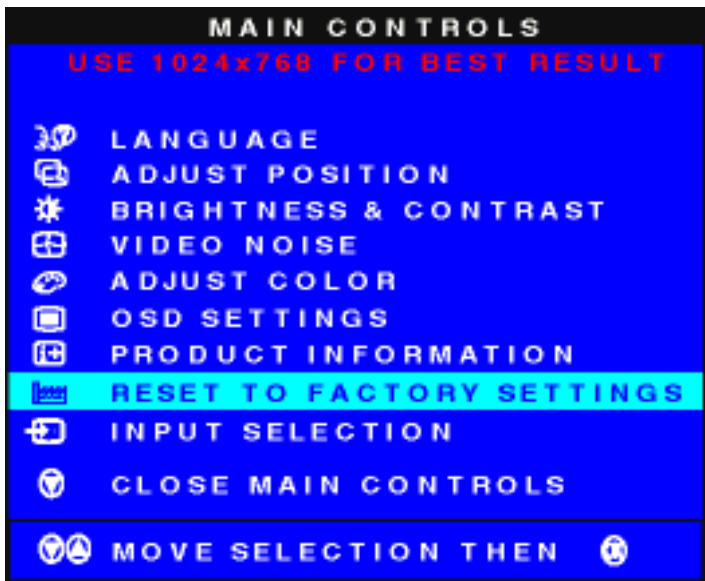 MAIN CONTROLS
USE 1024x768 FOR BEST RESULT
LANGUAGE
ADJUST POSITION
BRIGHTNESS & CONTRAST
VIDEO NOISE
ADJUST COLOR
OSD SETTINGS
PRODUCT INFORMATION
RESET TO FACTORY SETTINGS
INPUT SELECTION
CLOSE MAIN CONTROLS
MOVE SELECTION THEN